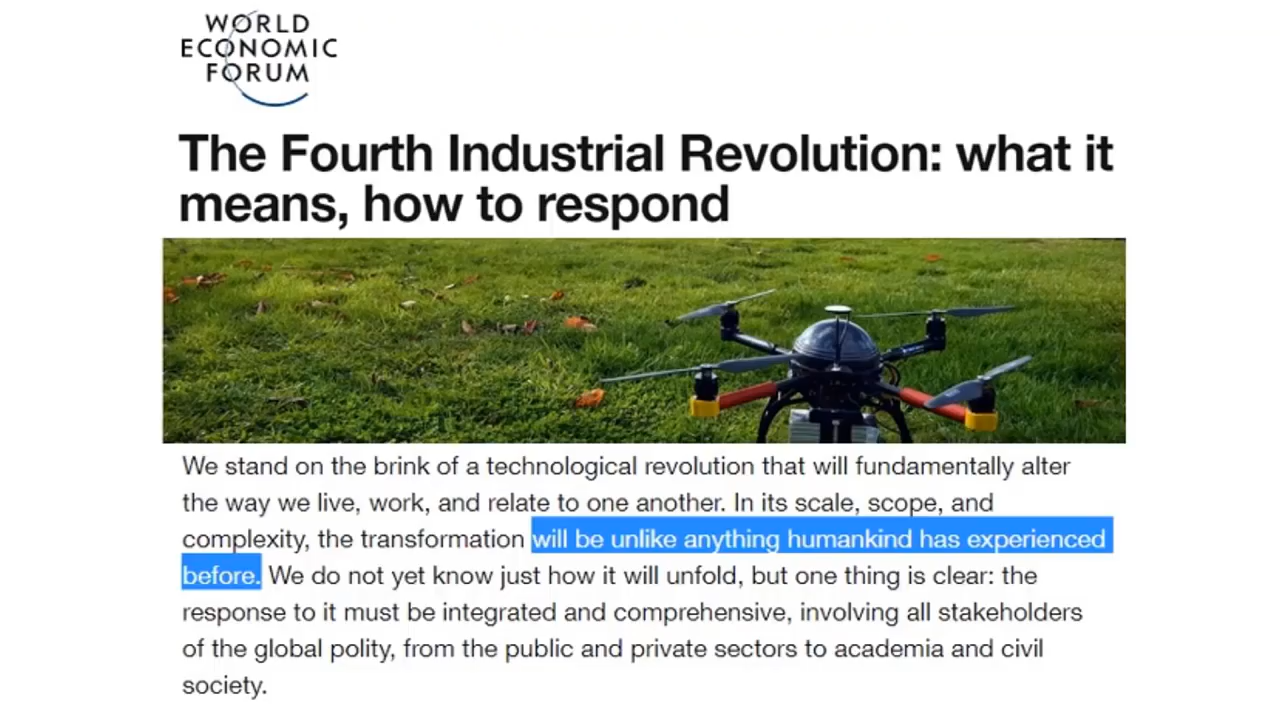 WORLD
ECONOMIC
FORUM
The Fourth Industrial Revolution: what it
means, how to respond
We stand on the brink of a technological revolution that will fundamentally alter
the way we live, work, and relate to one another. In its scale, scope, and
complexity, the transformation will be unlike anything humankind has experienced
before. We do not yet know just how it will unfold, but one thing is clear: the
response to it must be integrated and comprehensive, involving all stakeholders
of the global polity, from the public and private sectors to academia and civil
society.